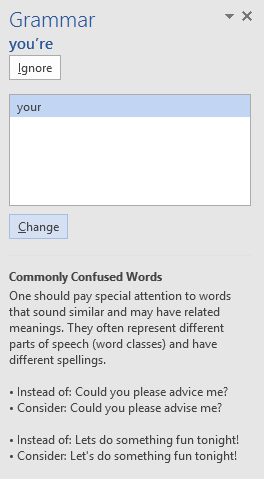 Grammar
you’re
Ignore
your
Change
Commonly Confused Words
One should pay special attention to words
that sound similar and may have related
meanings. They often represent different
parts of speech (word classes) and have
different spellings.
• Instead of: Could you please advice me?
• Consider: Could you please advise me?
• Instead of: Lets do something fun tonight!
• Consider: Let's do something fun tonight!